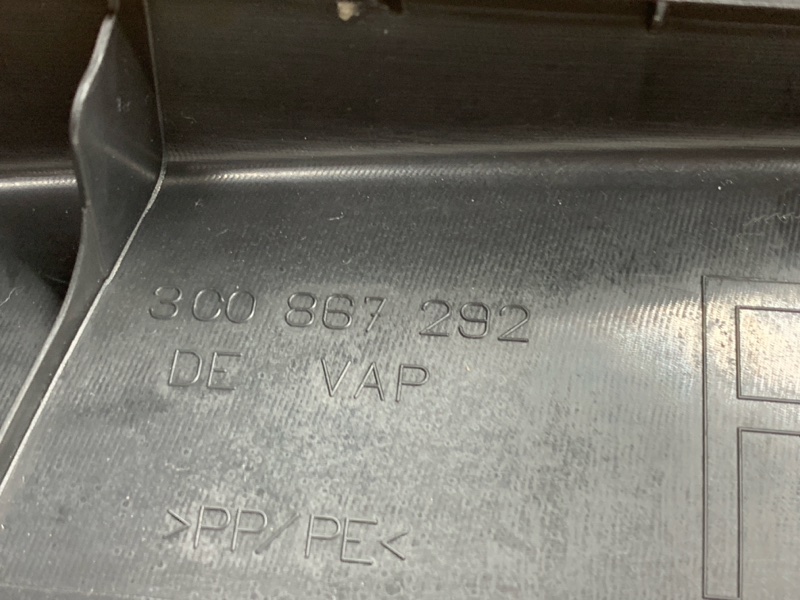 3C0 867 292
DE VAP
>PP/PE<